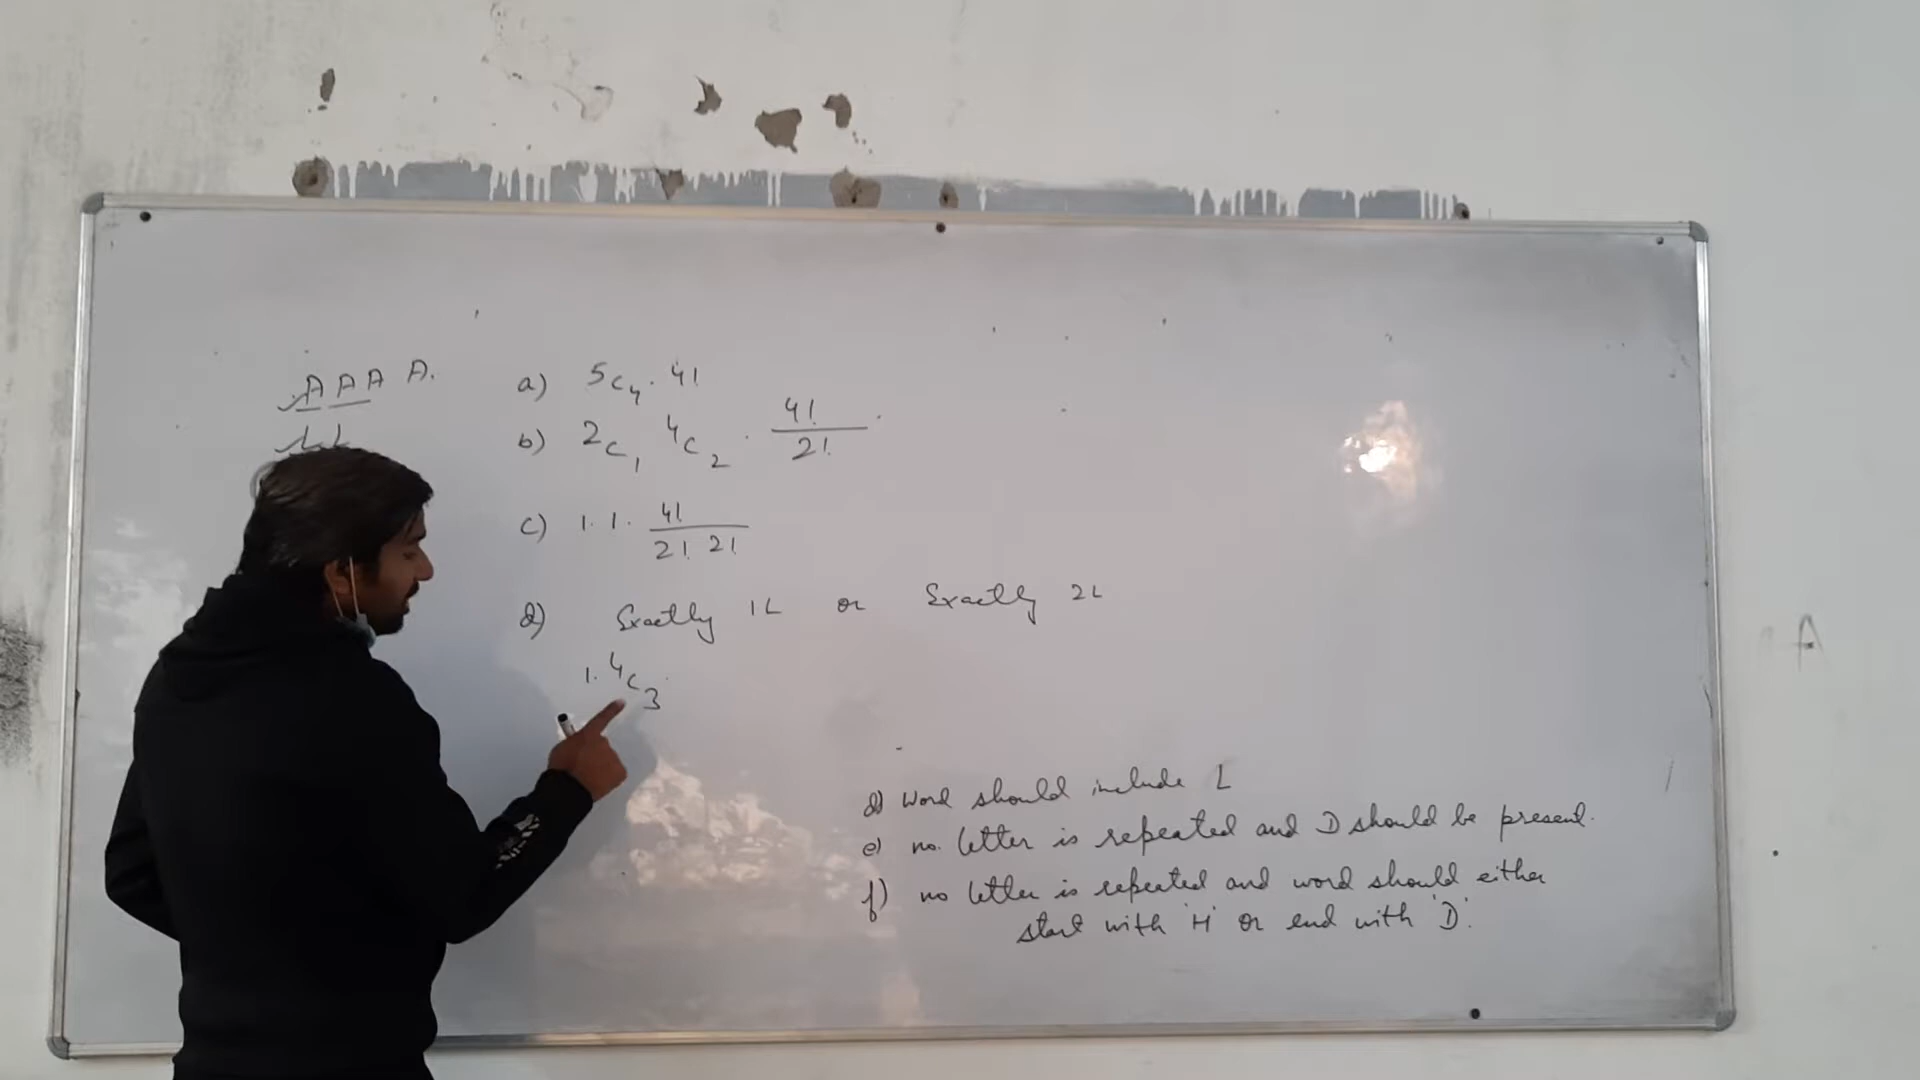 A A A A.
L L
a) 5C4 . 4!
b) 2C1 4C2 . 4!/2!
c) 1. 1. 4!/2! 2!
d) Exactly 1L or Exactly 2L
1. 4C3
d) Word should include L
e) no letter is repeated and D should be present.
f) no letter is repeated and word should either
start with 'H' or end with 'D'.
A